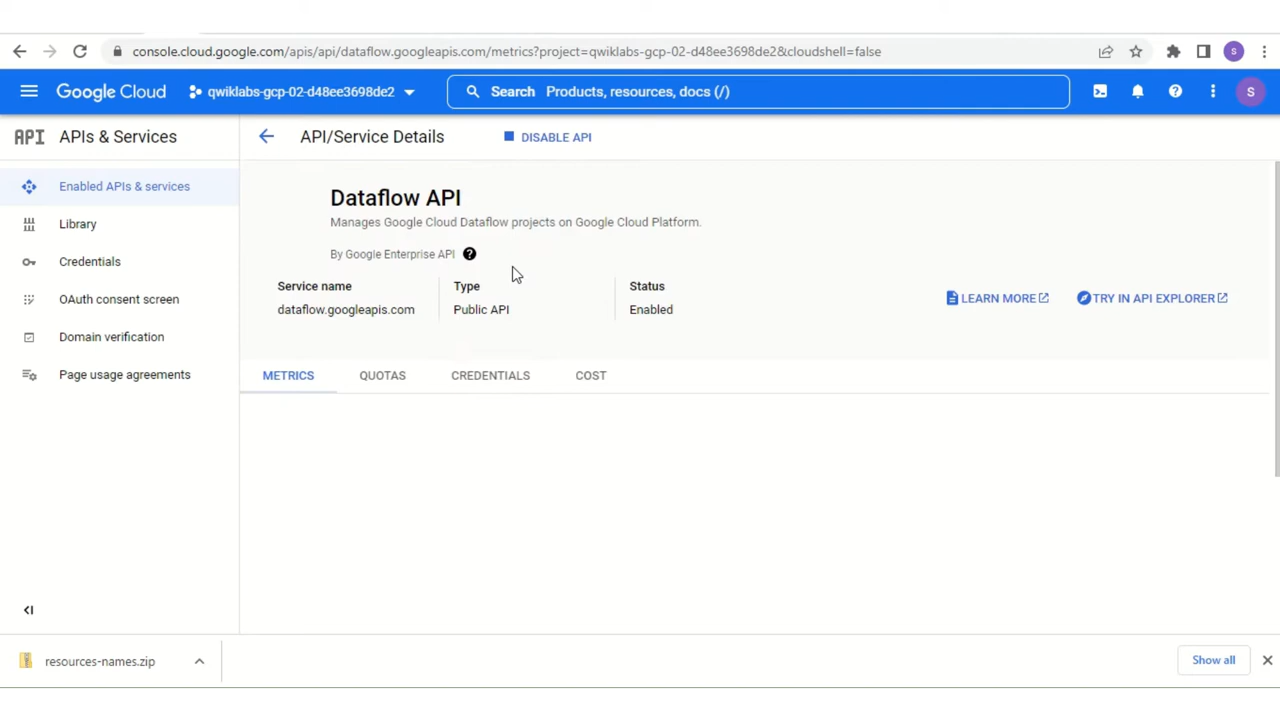 console.cloud.google.com/apis/api/dataflow.googleapis.com/metrics?project=qwiklabs-gcp-02-d48ee3698de2&cloudshell=false
S
Google Cloud
qwiklabs-gcp-02-d48ee3698de2
Search Products, resources, docs (/)
S
API APIs & Services
API/Service Details
DISABLE API
Enabled APIs & services
Library
Credentials
OAuth consent screen
Domain verification
Page usage agreements
Dataflow API
Manages Google Cloud Dataflow projects on Google Cloud Platform.
By Google Enterprise API
Service name
dataflow.googleapis.com
Type
Public API
Status
Enabled
LEARN MORE
TRY IN API EXPLORER
METRICS QUOTAS CREDENTIALS COST
resources-names.zip
Show all